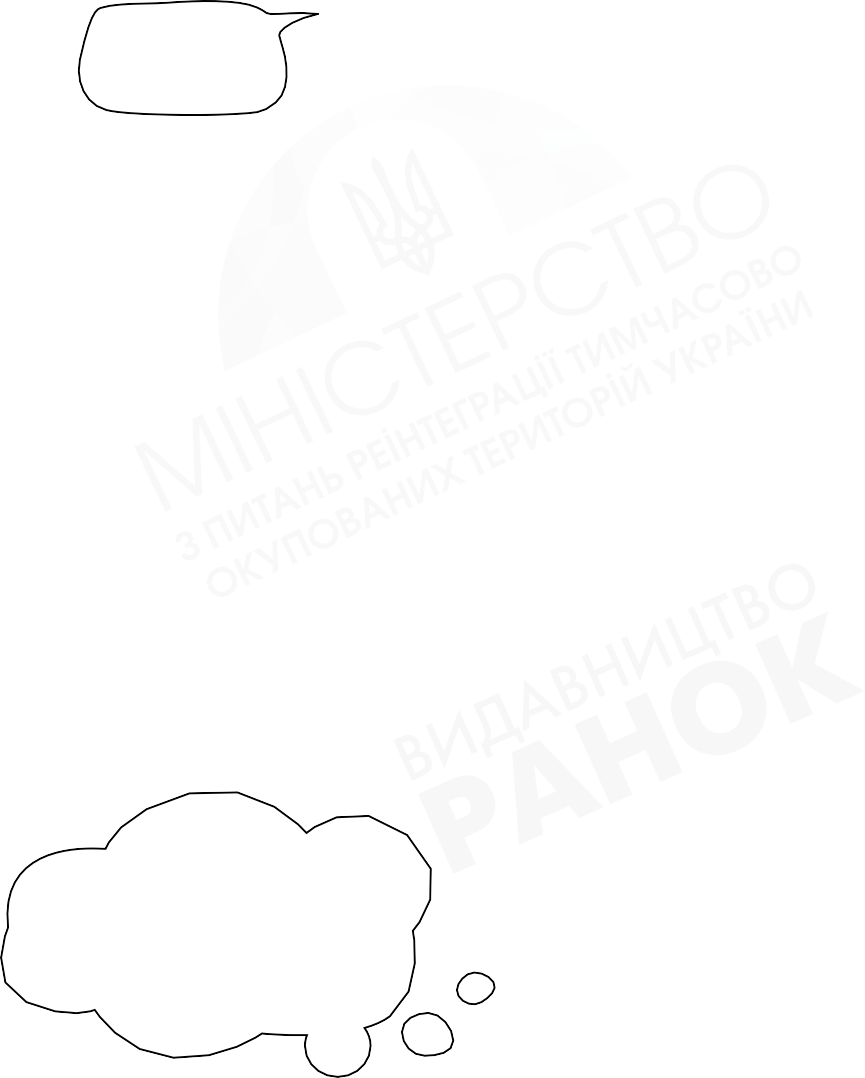 МІНІСТЕРСТВО
З ПИТАНЬ РЕІНТЕГРАЦІЇ ТИМЧАСОВО
ОКУПОВАНИХ ТЕРИТОРІЙ УКРАЇНИ
ВИДАВНИЦТВО
РАНОК